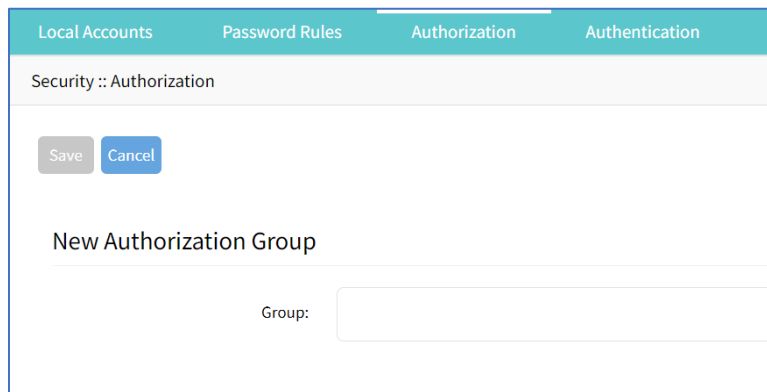 Local Accounts Password Rules Authorization Authentication
Security :: Authorization
Save Cancel
New Authorization Group
Group: